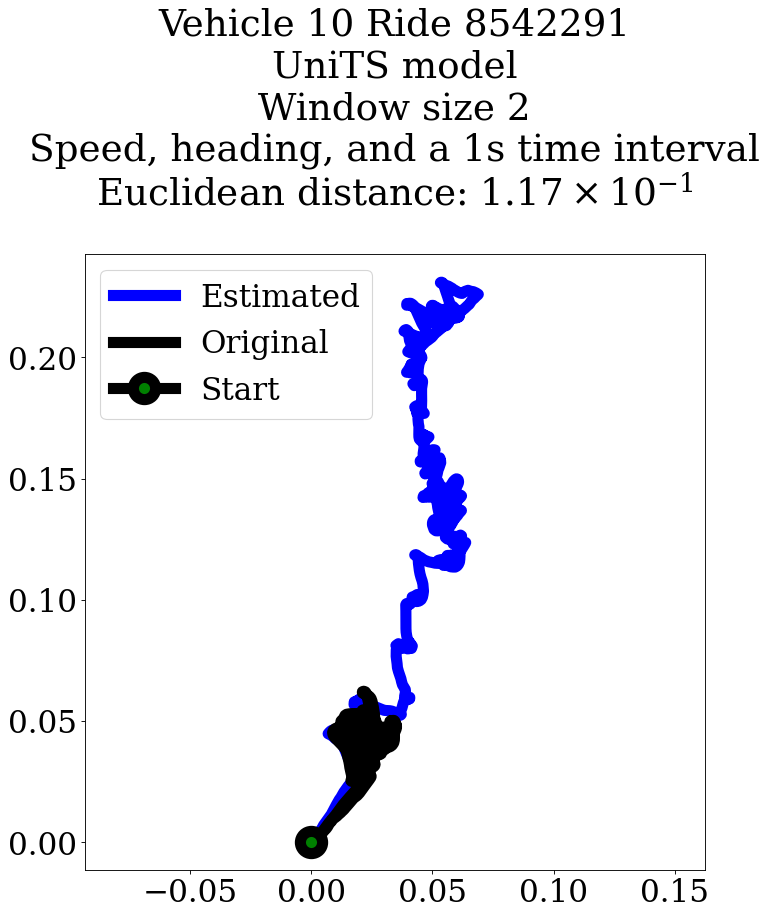 Vehicle 10 Ride 8542291
UniTS model
Window size 2
Speed, heading, and a 1s time interval
Euclidean distance: $1.17 \times 10^{-1}$
Estimated
Original
Start
0.20
0.15
0.10
0.05
0.00
−0.05 0.00 0.05 0.10 0.15